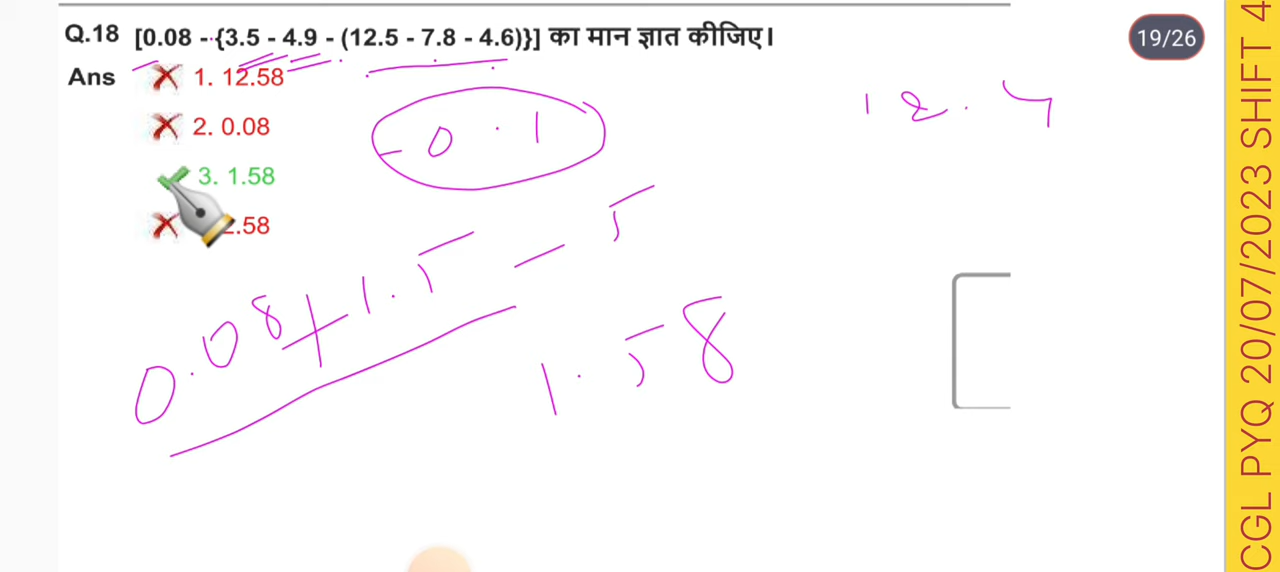 Q.18 [0.08 - {3.5 - 4.9 - (12.5 - 7.8 - 4.6)}] का मान ज्ञात कीजिए।
19/26
Ans 1. 12.58
2. 0.08
3. 1.58
2.58
- 0.1
12.4
0.08 + 1.5 - 5
1.58
CGL PYQ 20/07/2023 SHIFT 4